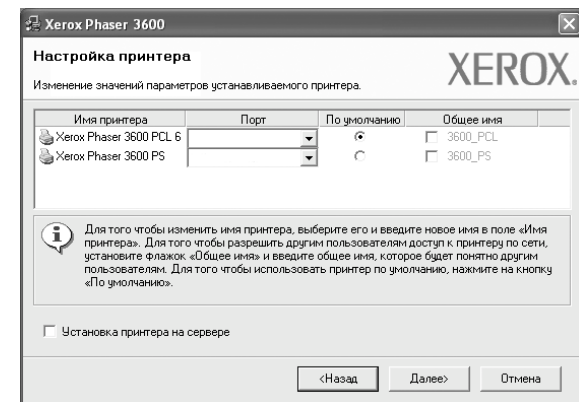 Xerox Phaser 3600
Настройка принтера
XEROX.
Изменение значений параметров устанавливаемого принтера.
Имя принтера Порт По умолчанию Общее имя
Xerox Phaser 3600 PCL 6 3600_PCL
Xerox Phaser 3600 PS 3600_PS
Для того чтобы изменить имя принтера, выберите его и введите новое имя в поле «Имя
принтера». Для того чтобы разрешить другим пользователям доступ к принтеру по сети,
установите флажок «Общее имя» и введите общее имя, которое будет понятно другим
пользователям. Для того чтобы использовать принтер по умолчанию, нажмите на кнопку
«По умолчанию».
Установка принтера на сервере
<Назад Далее> Отмена